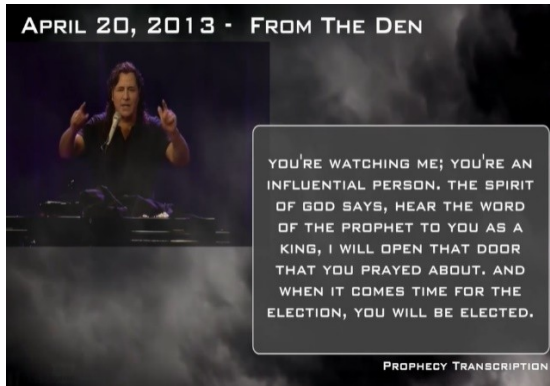 APRIL 20, 2013 - FROM THE DEN
YOU'RE WATCHING ME; YOU'RE AN
INFLUENTIAL PERSON. THE SPIRIT
OF GOD SAYS, HEAR THE WORD
OF THE PROPHET TO YOU AS A
KING, I WILL OPEN THAT DOOR
THAT YOU PRAYED ABOUT. AND
WHEN IT COMES TIME FOR THE
ELECTION, YOU WILL BE ELECTED.
PROPHECY TRANSCRIPTION